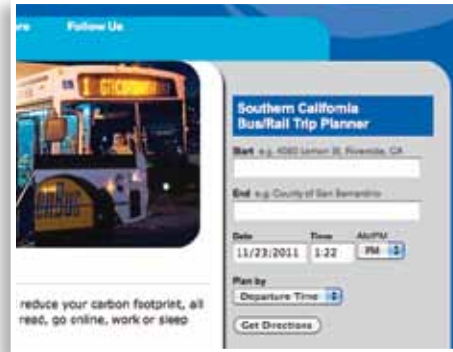 Follow Us
Southern California
Bus/Rail Trip Planner
Start e.g. 4080 Lemon St, Riverside, CA
End e.g. County of San Bernardino
Date Time AM/PM
11/23/2011 1:22 PM
Plan by
Departure Time
Get Directions
reduce your carbon footprint, all
read, go online, work or sleep